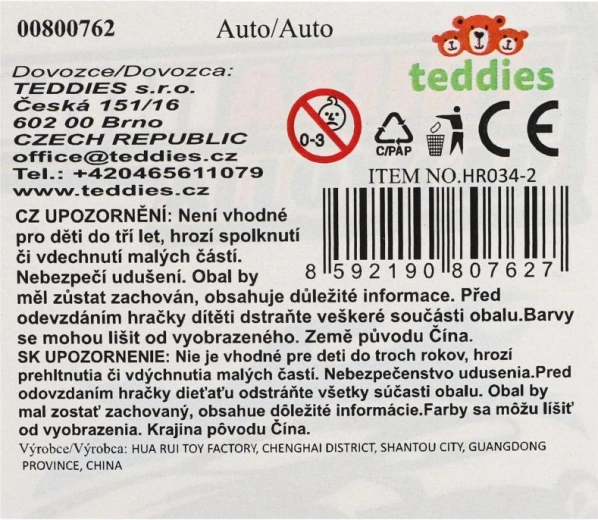 00800762 Auto/Auto
teddies
Dovozce/Dovozca:
TEDDIES s.r.o.
Česká 151/16
602 00 Brno
CZECH REPUBLIC
office@teddies.cz
Tel.: +420465611079
www.teddies.cz
0-3
C/PAP
CE
ITEM NO.HR034-2
8 592190 807627
CZ UPOZORNĚNÍ: Není vhodné
pro děti do tří let, hrozí spolknutí
či vdechnutí malých částí.
Nebezpečí udušení. Obal by
měl zůstat zachován, obsahuje důležité informace. Před
odevzdáním hračky dítěti dstraňte veškeré součásti obalu.Barvy
se mohou lišit od vyobrazeného. Země původu Čína.
SK UPOZORNENIE: Nie je vhodné pre deti do troch rokov, hrozí
prehltnutia či vdýchnutia malých častí. Nebezpečenstvo udusenia.Pred
odovzdaním hračky dieťaťu odstráňte všetky súčasti obalu. Obal by
mal zostať zachovaný, obsahue dôležité informácie.Farby sa môžu líšiť
od vyobrazenia. Krajina pôvodu Čína.
Výrobce/Výrobca: HUA RUI TOY FACTORY, CHENGHAI DISTRICT, SHANTOU CITY, GUANGDONG
PROVINCE, CHINA